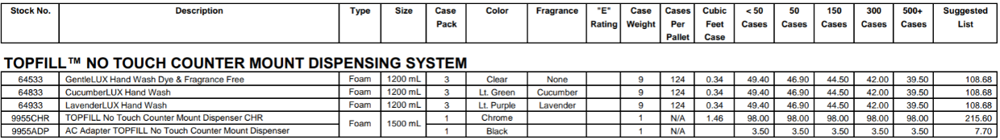 Stock No. Description Type Size Case Pack Color Fragrance "E" Rating Case Weight Cases Per Pallet Cubic Feet Case < 50 Cases 50 Cases 150 Cases 300 Cases 500+ Cases Suggested List
TOPFILL™ NO TOUCH COUNTER MOUNT DISPENSING SYSTEM
64533 GentleLUX Hand Wash Dye & Fragrance Free Foam 1200 mL 3 Clear None 9 124 0.34 49.40 46.90 44.50 42.00 39.50 108.68
64833 CucumberLUX Hand Wash Foam 1200 mL 3 Lt. Green Cucumber 9 124 0.34 49.40 46.90 44.50 42.00 39.50 108.68
64933 LavenderLUX Hand Wash Foam 1200 mL 3 Lt. Purple Lavender 9 124 0.34 49.40 46.90 44.50 42.00 39.50 108.68
9955CHR TOPFILL No Touch Counter Mount Dispenser CHR Foam 1500 mL 1 Chrome 1 N/A 1.46 98.00 98.00 98.00 98.00 98.00 215.60
9955ADP AC Adapter TOPFILL No Touch Counter Mount Dispenser 1 Black 1 N/A 3.50 3.50 3.50 3.50 3.50 7.70